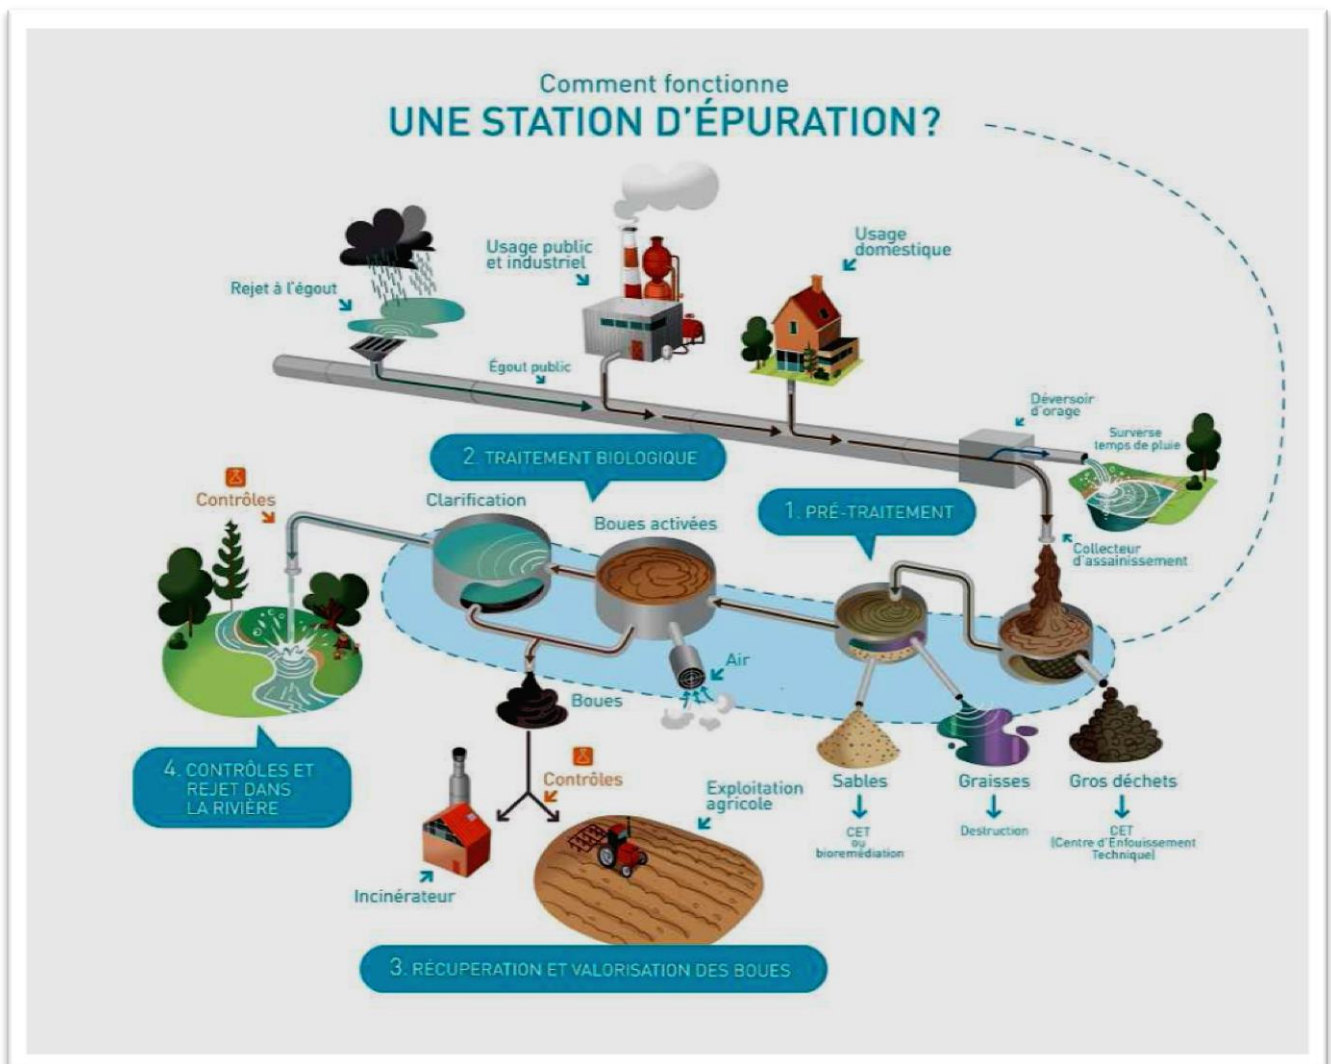 Comment fonctionne
UNE STATION D'ÉPURATION?
Usage public
et industriel
Usage
domestique
Rejet à l'égout
Égout public
Déversoir
d'orage
Surverse
temps de pluie
2. TRAITEMENT BIOLOGIQUE
Contrôles
Clarification
Boues activées
1. PRÉ-TRAITEMENT
Collecteur
d'assainissement
Air
Boues
4. CONTRÔLES ET
REJET DANS
LA RIVIÈRE
Contrôles
Exploitation
agricole
Sables
Graisses
Gros déchets
CET
ou
bioremédiation
Destruction
CET
(Centre d'Enfouissement
Technique)
Incinérateur
3. RÉCUPERATION ET VALORISATION DES BOUES